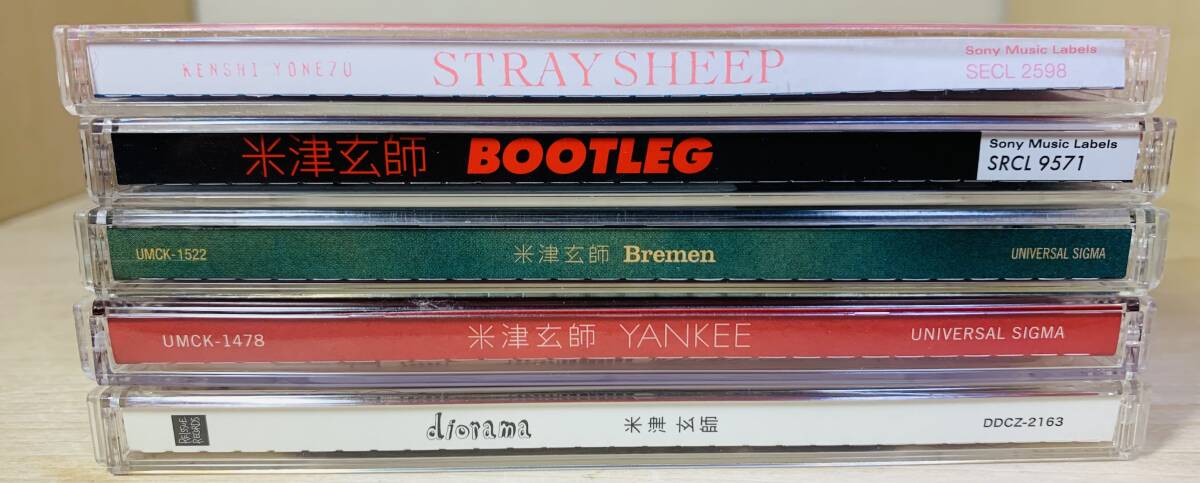 KENSHI YONEZU STRAY SHEEP Sony Music Labels
SECL 2598
米津玄師 BOOTLEG Sony Music Labels
SRCL 9571
UMCK-1522 米津玄師 Bremen UNIVERSAL SIGMA
UMCK-1478 米津玄師 YANKEE UNIVERSAL SIGMA
diorama 米津玄師 DDCZ-2163